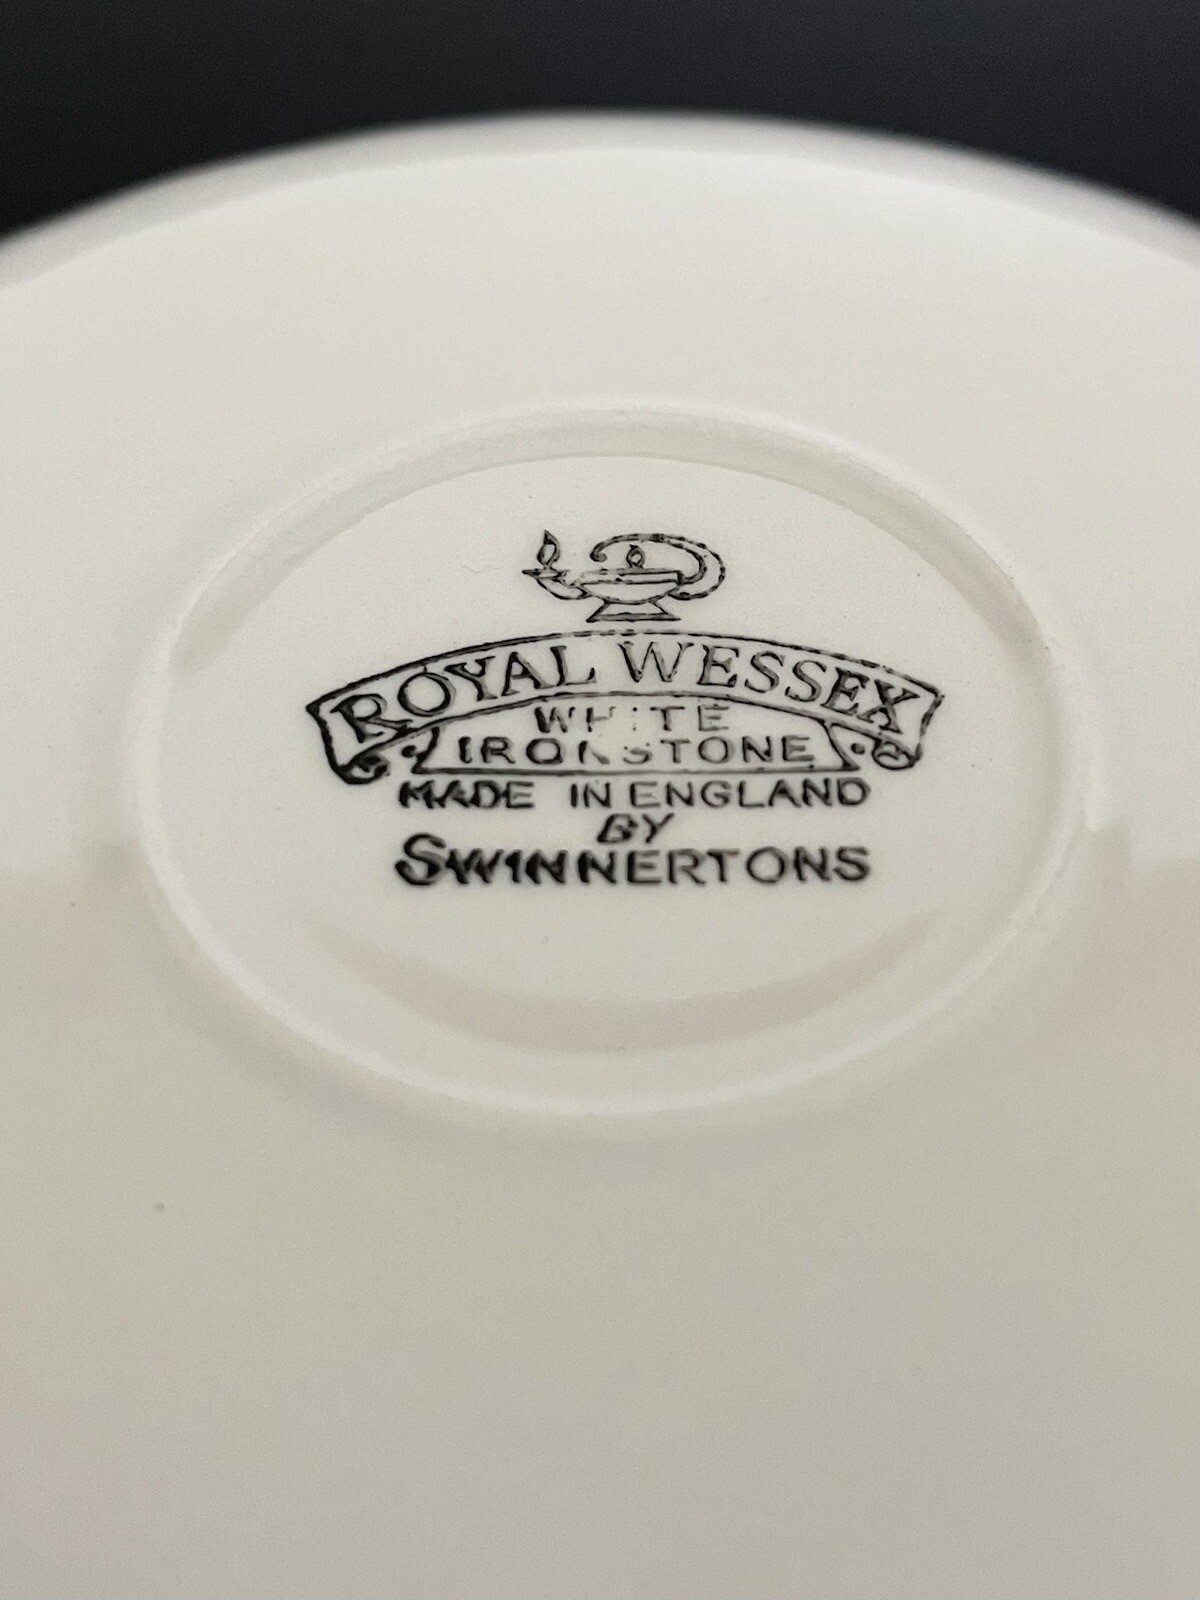 ROYAL WESSEX
WHITE
IRONSTONE
MADE IN ENGLAND
BY
SWINNERTONS